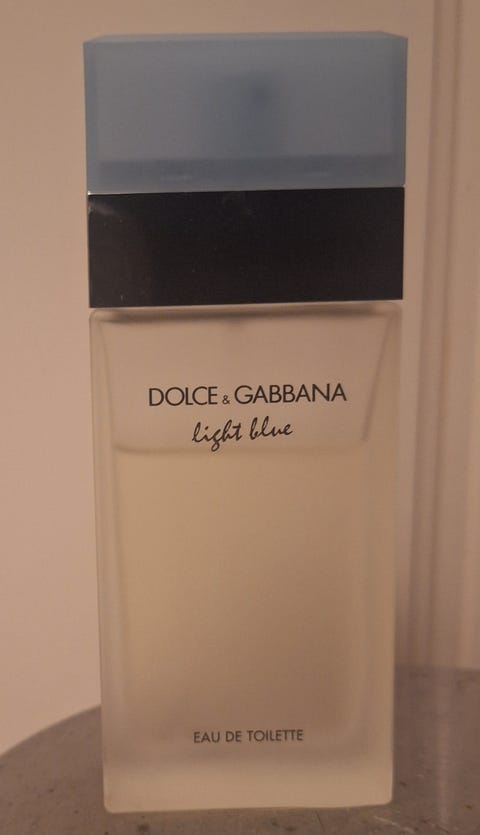 DOLCE & GABBANA
light blue
EAU DE TOILETTE